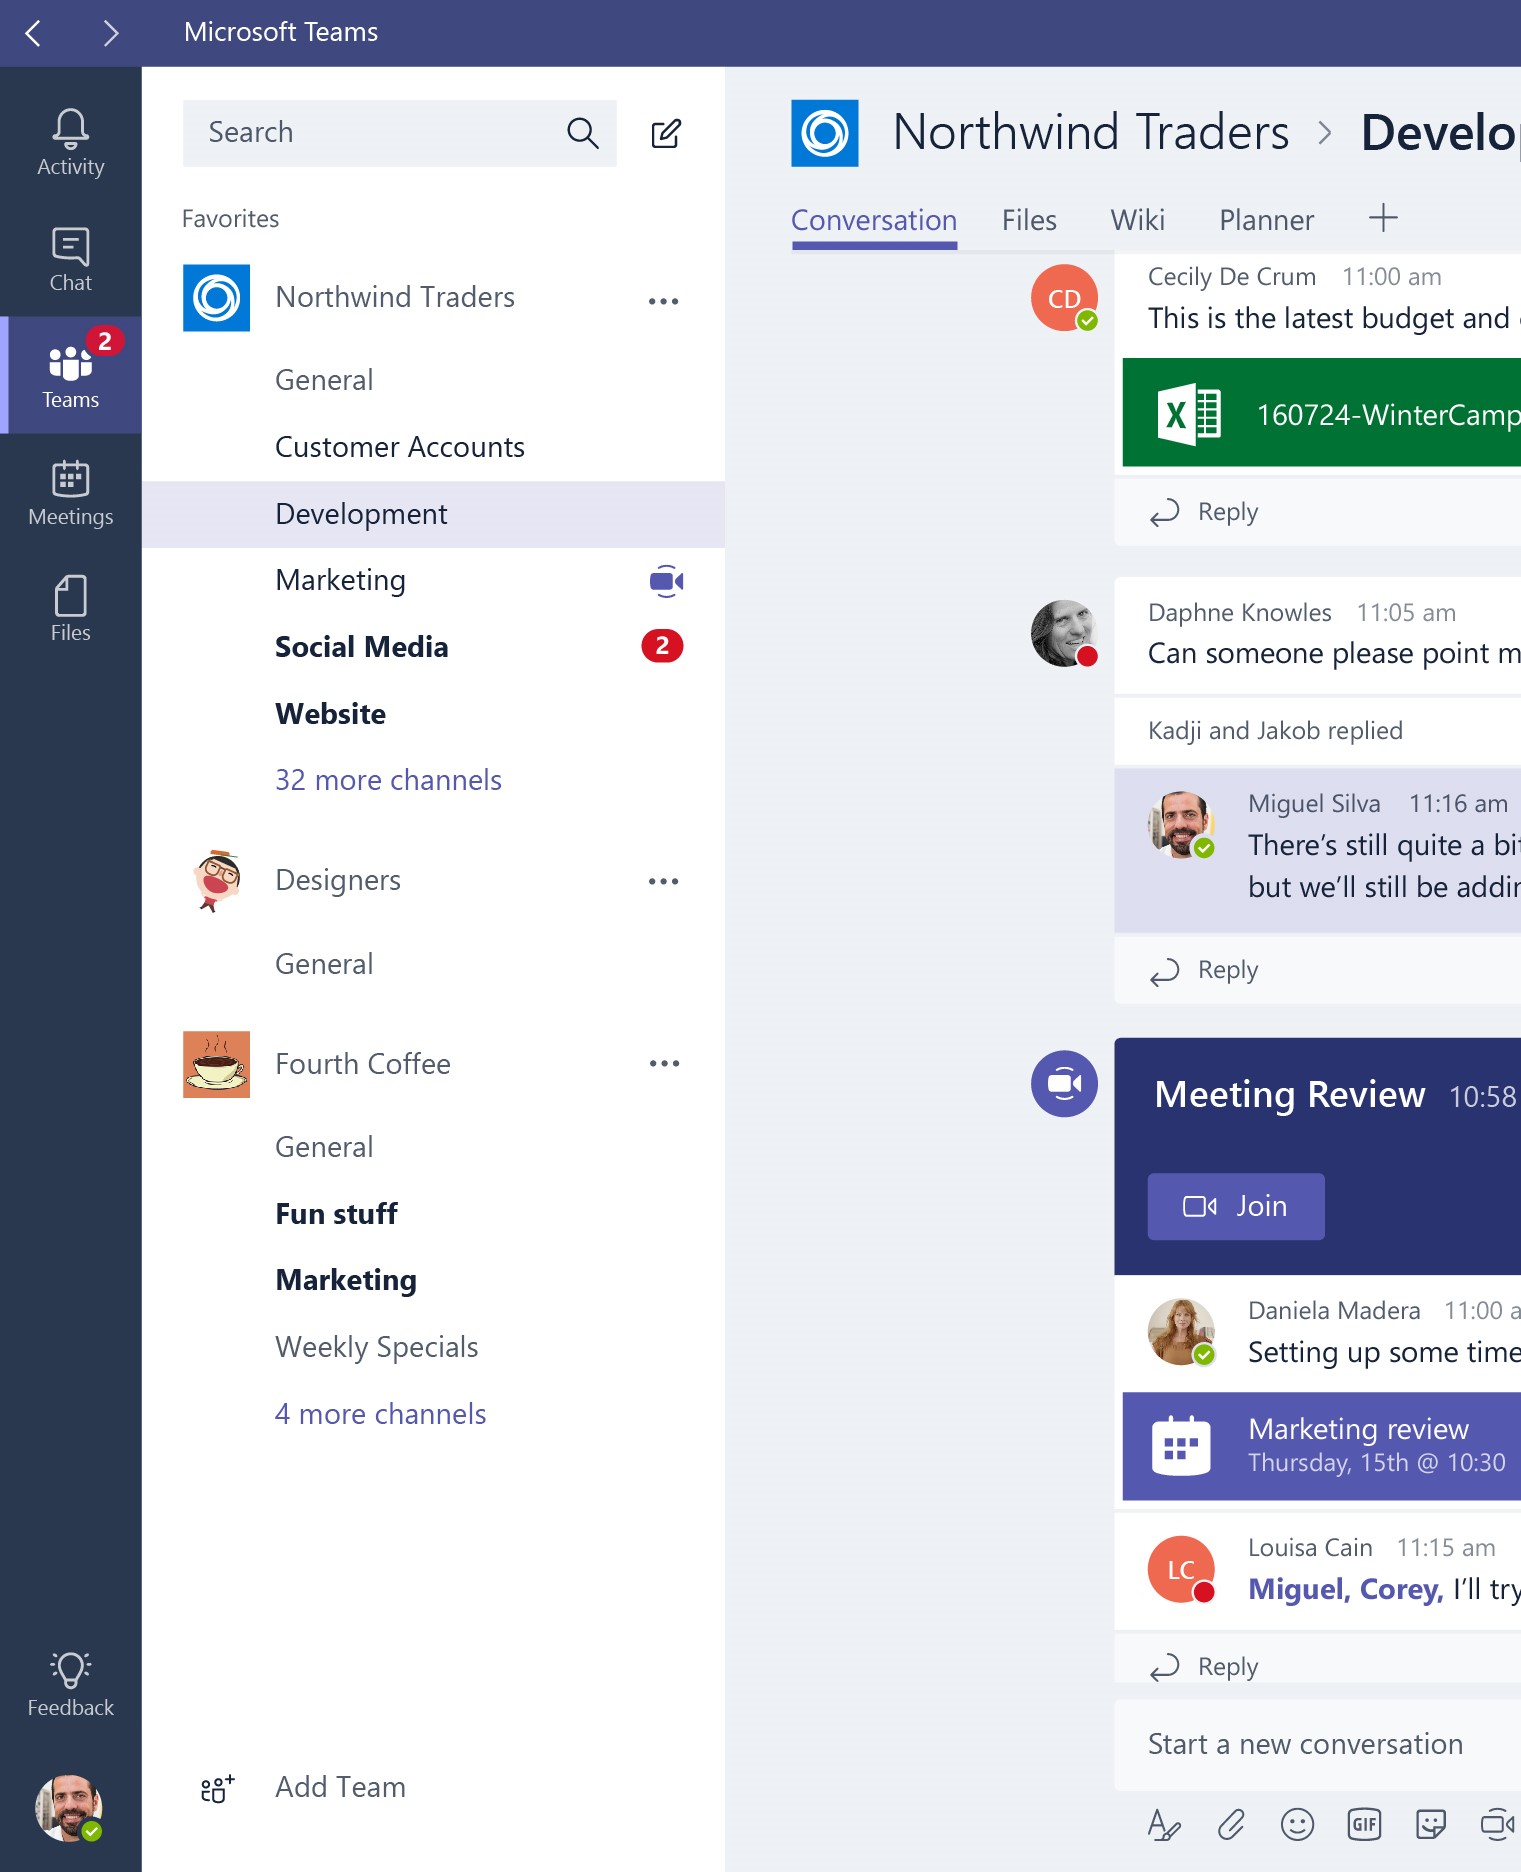 Microsoft Teams
Activity
Chat
2
Teams
Meetings
Files
Feedback
Search
Favorites
Northwind Traders
General
Customer Accounts
Development
Marketing
Social Media 2
Website
32 more channels
Designers
General
Fourth Coffee
General
Fun stuff
Marketing
Weekly Specials
4 more channels
Add Team
Northwind Traders > Develo
Conversation Files Wiki Planner +
CD
Cecily De Crum 11:00 am
This is the latest budget and
X
160724-WinterCamp
Reply
Daphne Knowles 11:05 am
Can someone please point m
Kadji and Jakob replied
Miguel Silva 11:16 am
There's still quite a bit
but we'll still be addin
Reply
Meeting Review 10:58
Join
Daniela Madera 11:00 a
Setting up some time
Marketing review
Thursday, 15th @ 10:30
LC
Louisa Cain 11:15 am
Miguel, Corey, I'll try
Reply
Start a new conversation
GIF